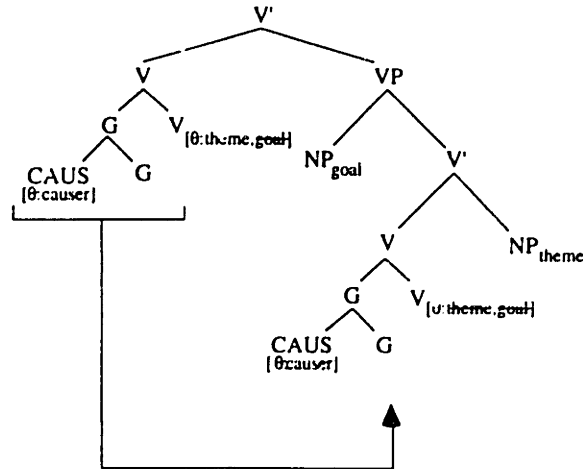 V'
V VP
G V[θ:theme,goal] NPgoal V'
CAUS G
[θ:causer]
V NPtheme
G V[θ:theme,goal]
CAUS G
[θ:causer]